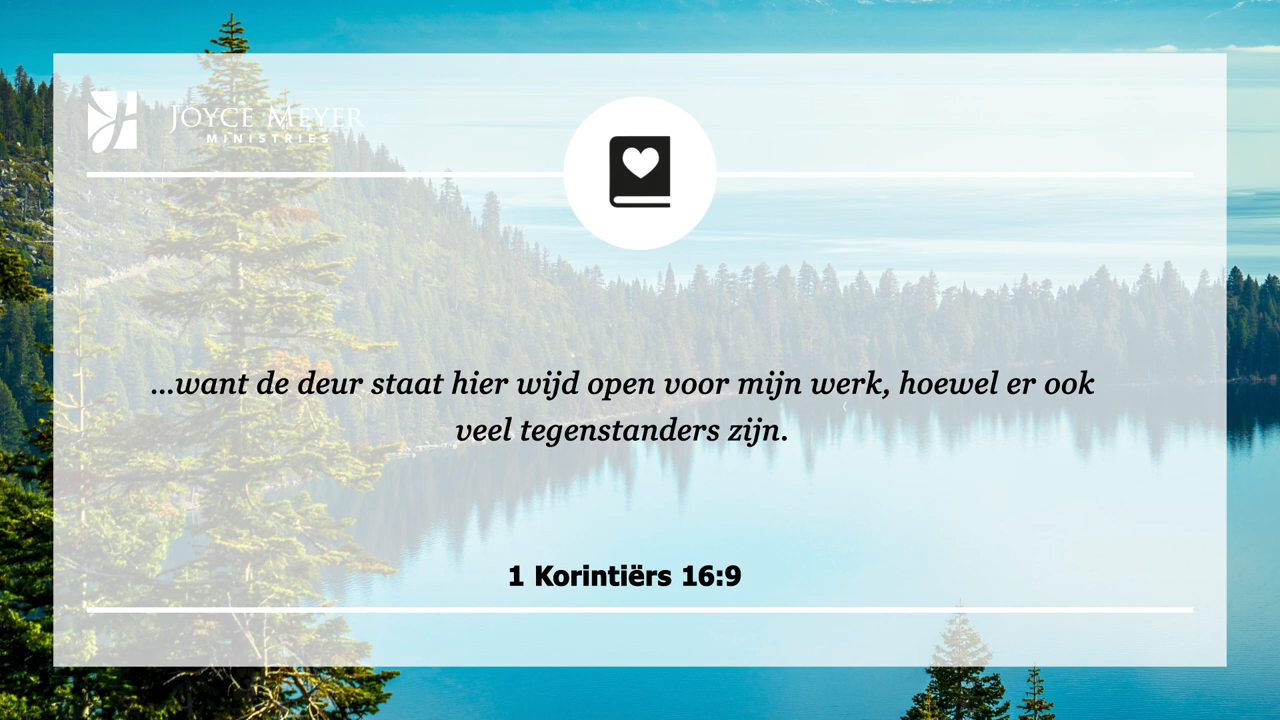 JOYCE MEYER
MINISTRIES
...want de deur staat hier wijd open voor mijn werk, hoewel er ook
veel tegenstanders zijn.
1 Korintiërs 16:9